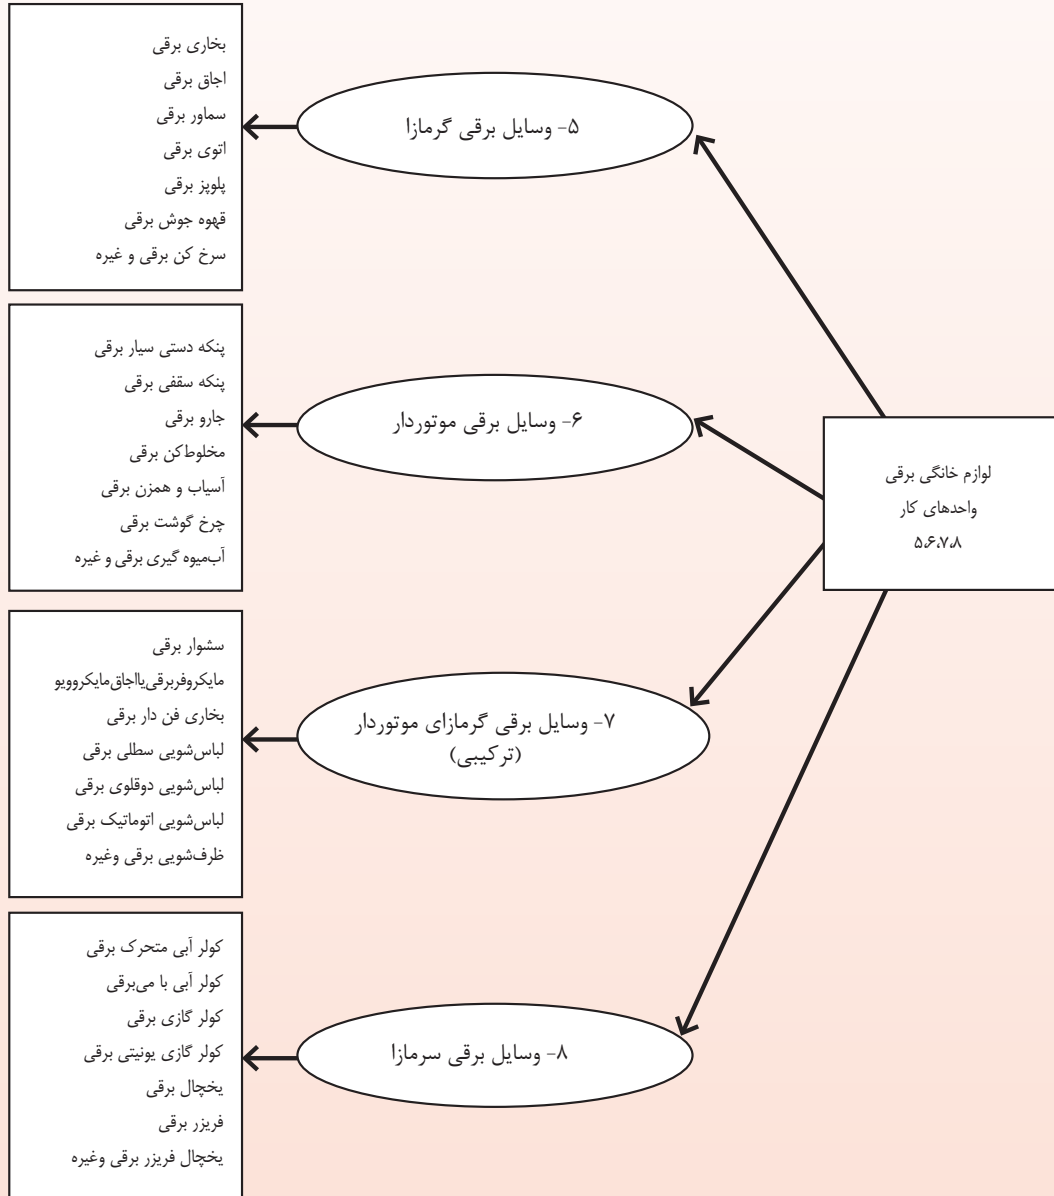 لوازم خانگی برقی
واحدهای کار
۵،۶،۷،۸
۵- وسایل برقی گرمازا
بخاری برقی
اجاق برقی
سماور برقی
اتوی برقی
پلوپز برقی
قهوه جوش برقی
سرخ کن برقی و غیره
۶- وسایل برقی موتوردار
پنکه دستی سیار برقی
پنکه سقفی برقی
جارو برقی
مخلوط‌کن برقی
آسیاب و همزن برقی
چرخ گوشت برقی
آب‌میوه گیری برقی و غیره
۷- وسایل برقی گرمازای موتوردار
(ترکیبی)
سشوار برقی
مایکروفربرقی‌یااجاق‌مایکروویو
بخاری فن دار برقی
لباس‌شویی سطلی برقی
لباس‌شویی دوقلوی برقی
لباس‌شویی اتوماتیک برقی
ظرف‌شویی برقی وغیره
۸- وسایل برقی سرمازا
کولر آبی متحرک برقی
کولر آبی با می‌برقی
کولر گازی برقی
کولر گازی یونیتی برقی
یخچال برقی
فریزر برقی
یخچال فریزر برقی وغیره